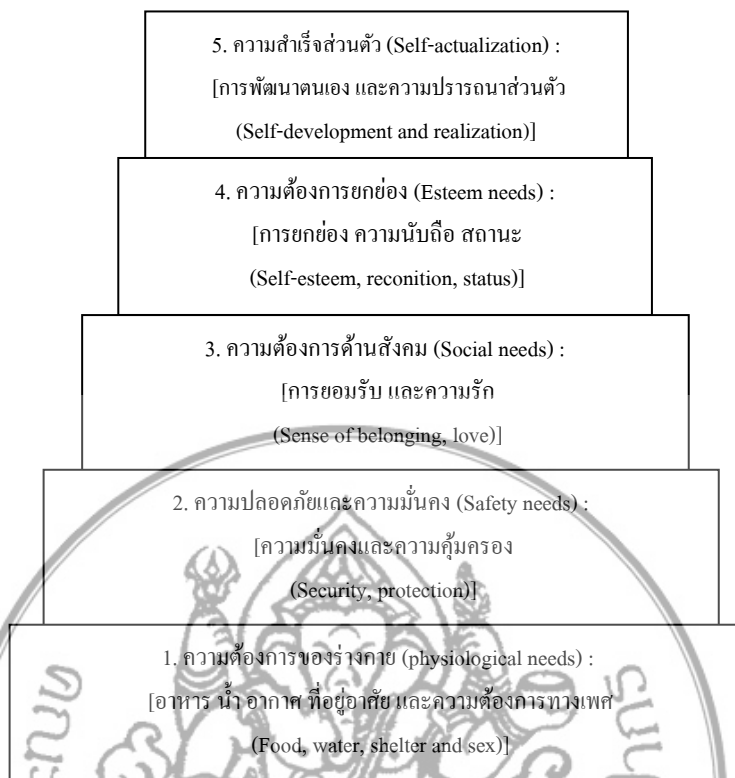 5. ความสำเร็จส่วนตัว (Self-actualization) :
[การพัฒนาตนเอง และความปรารถนาส่วนตัว
(Self-development and realization)]
4. ความต้องการยกย่อง (Esteem needs) :
[การยกย่อง ความนับถือ สถานะ
(Self-esteem, reconition, status)]
3. ความต้องการด้านสังคม (Social needs) :
[การยอมรับ และความรัก
(Sense of belonging, love)]
2. ความปลอดภัยและความมั่นคง (Safety needs) :
[ความมั่นคงและความคุ้มครอง
(Security, protection)]
1. ความต้องการของร่างกาย (physiological needs) :
[อาหาร น้ำ อากาศ ที่อยู่อาศัย และความต้องการทางเพศ
(Food, water, shelter and sex)]